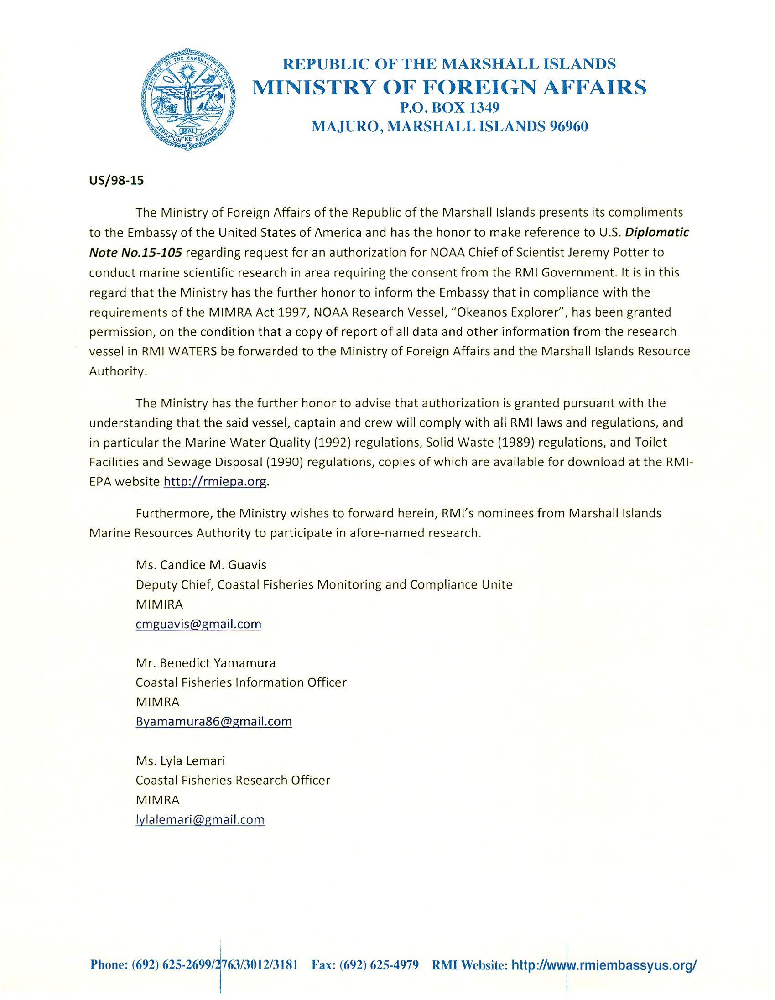 REPUBLIC OF THE MARSHALL ISLANDS
JEPILPILIN KE EJUKAAN
SEAL
REPUBLIC OF THE MARSHALL ISLANDS
MINISTRY OF FOREIGN AFFAIRS
P.O. BOX 1349
MAJURO, MARSHALL ISLANDS 96960
US/98-15
The Ministry of Foreign Affairs of the Republic of the Marshall Islands presents its compliments
to the Embassy of the United States of America and has the honor to make reference to U.S. Diplomatic
Note No.15-105 regarding request for an authorization for NOAA Chief of Scientist Jeremy Potter to
conduct marine scientific research in area requiring the consent from the RMI Government. It is in this
regard that the Ministry has the further honor to inform the Embassy that in compliance with the
requirements of the MIMRA Act 1997, NOAA Research Vessel, “Okeanos Explorer”, has been granted
permission, on the condition that a copy of report of all data and other information from the research
vessel in RMI WATERS be forwarded to the Ministry of Foreign Affairs and the Marshall Islands Resource
Authority.
The Ministry has the further honor to advise that authorization is granted pursuant with the
understanding that the said vessel, captain and crew will comply with all RMI laws and regulations, and
in particular the Marine Water Quality (1992) regulations, Solid Waste (1989) regulations, and Toilet
Facilities and Sewage Disposal (1990) regulations, copies of which are available for download at the RMI-
EPA website http://rmiepa.org.
Furthermore, the Ministry wishes to forward herein, RMI’s nominees from Marshall Islands
Marine Resources Authority to participate in afore-named research.
Ms. Candice M. Guavis
Deputy Chief, Coastal Fisheries Monitoring and Compliance Unite
MIMIRA
cmguavis@gmail.com
Mr. Benedict Yamamura
Coastal Fisheries Information Officer
MIMRA
Byamamura86@gmail.com
Ms. Lyla Lemari
Coastal Fisheries Research Officer
MIMRA
lylalemari@gmail.com
Phone: (692) 625-2699/2763/3012/3181 Fax: (692) 625-4979 RMI Website: http://www.rmiembassyus.org/